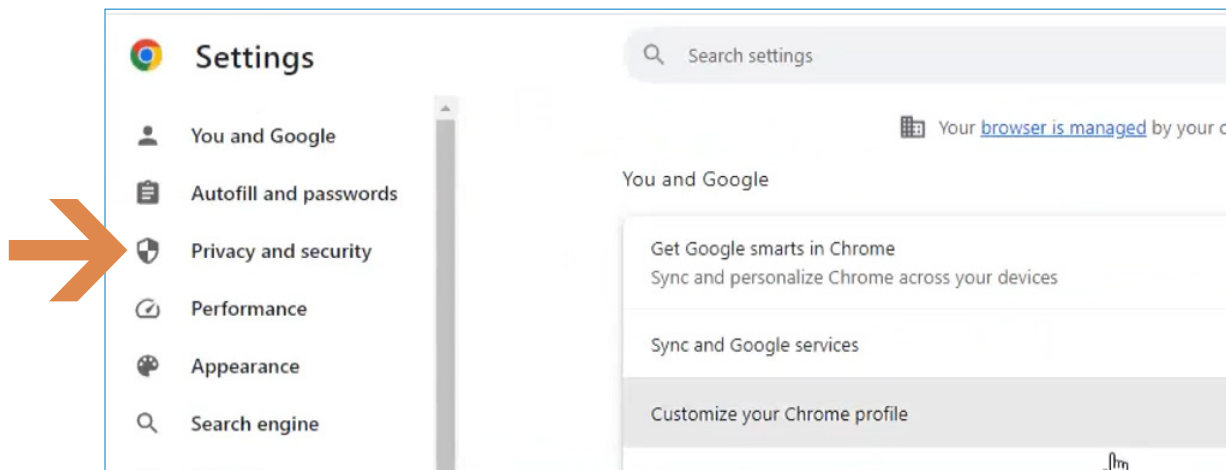 Settings
Search settings
You and Google
Autofill and passwords
Privacy and security
Performance
Appearance
Search engine
Your browser is managed by your
You and Google
Get Google smarts in Chrome
Sync and personalize Chrome across your devices
Sync and Google services
Customize your Chrome profile